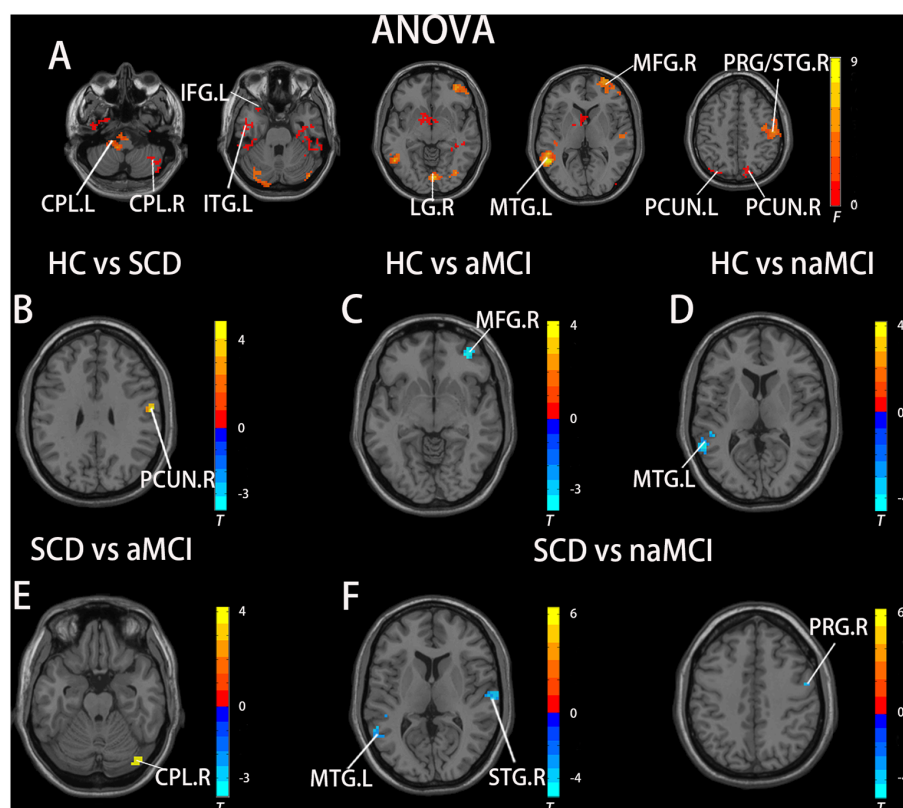 ANOVA
A
IFG.L
CPL.L
CPL.R
ITG.L
LG.R
MFG.R
MTG.L
PRG/STG.R
PCUN.L
PCUN.R
9
0
F
HC vs SCD
HC vs aMCI
HC vs naMCI
B
PCUN.R
4
0
-3
T
C
MFG.R
4
0
-3
T
D
MTG.L
4
0
-
T
SCD vs aMCI
SCD vs naMCI
E
CPL.R
4
0
-3
T
F
MTG.L
STG.R
6
0
-4
T
PRG.R
6
0
T